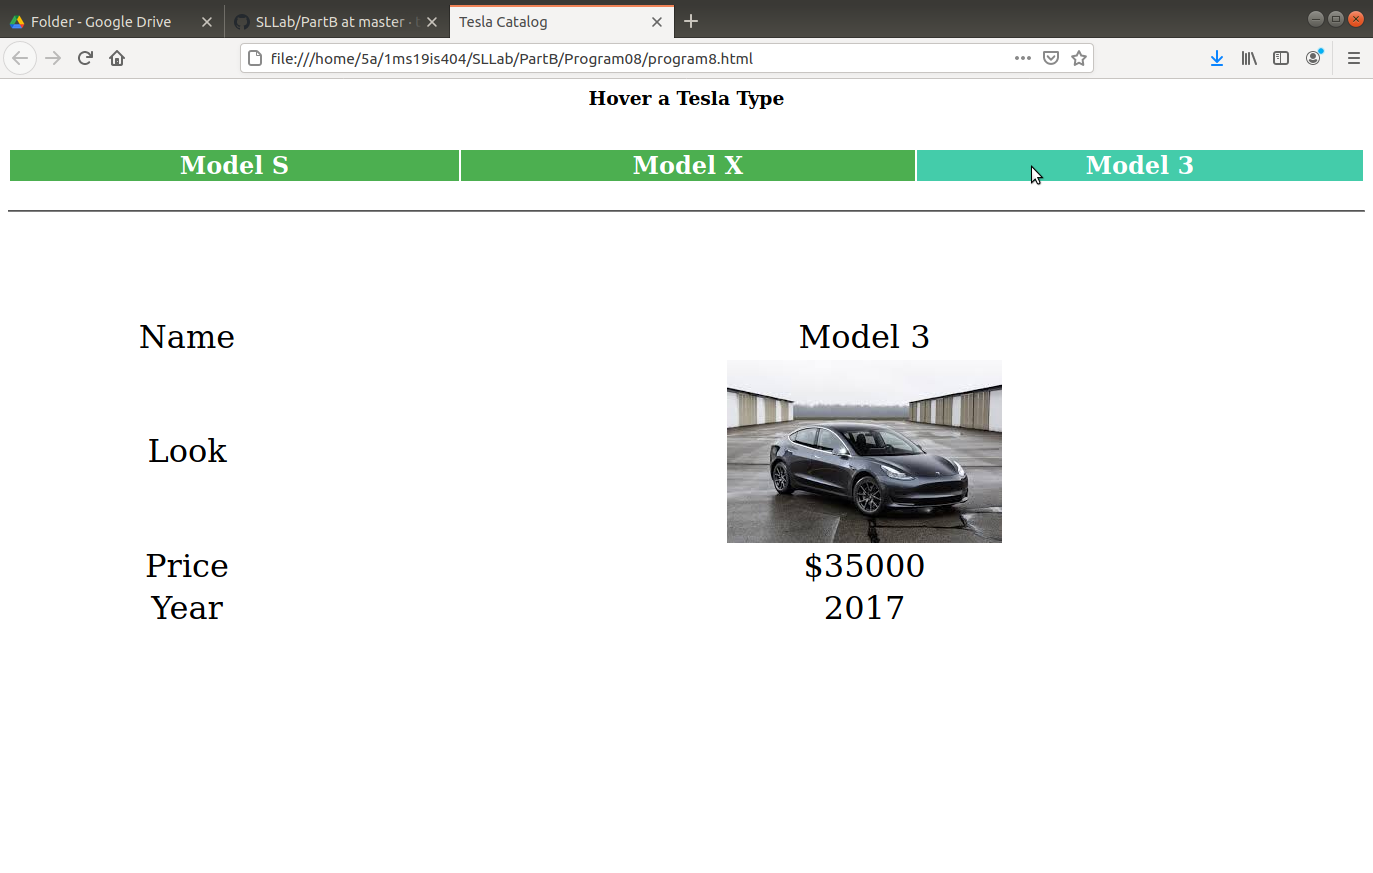 Folder - Google Drive
SLLab/PartB at master ·
Tesla Catalog
file:///home/5a/1ms19is404/SLLab/PartB/Program08/program8.html
Hover a Tesla Type
Model S Model X Model 3
Name Model 3
Look
Price $35000
Year 2017